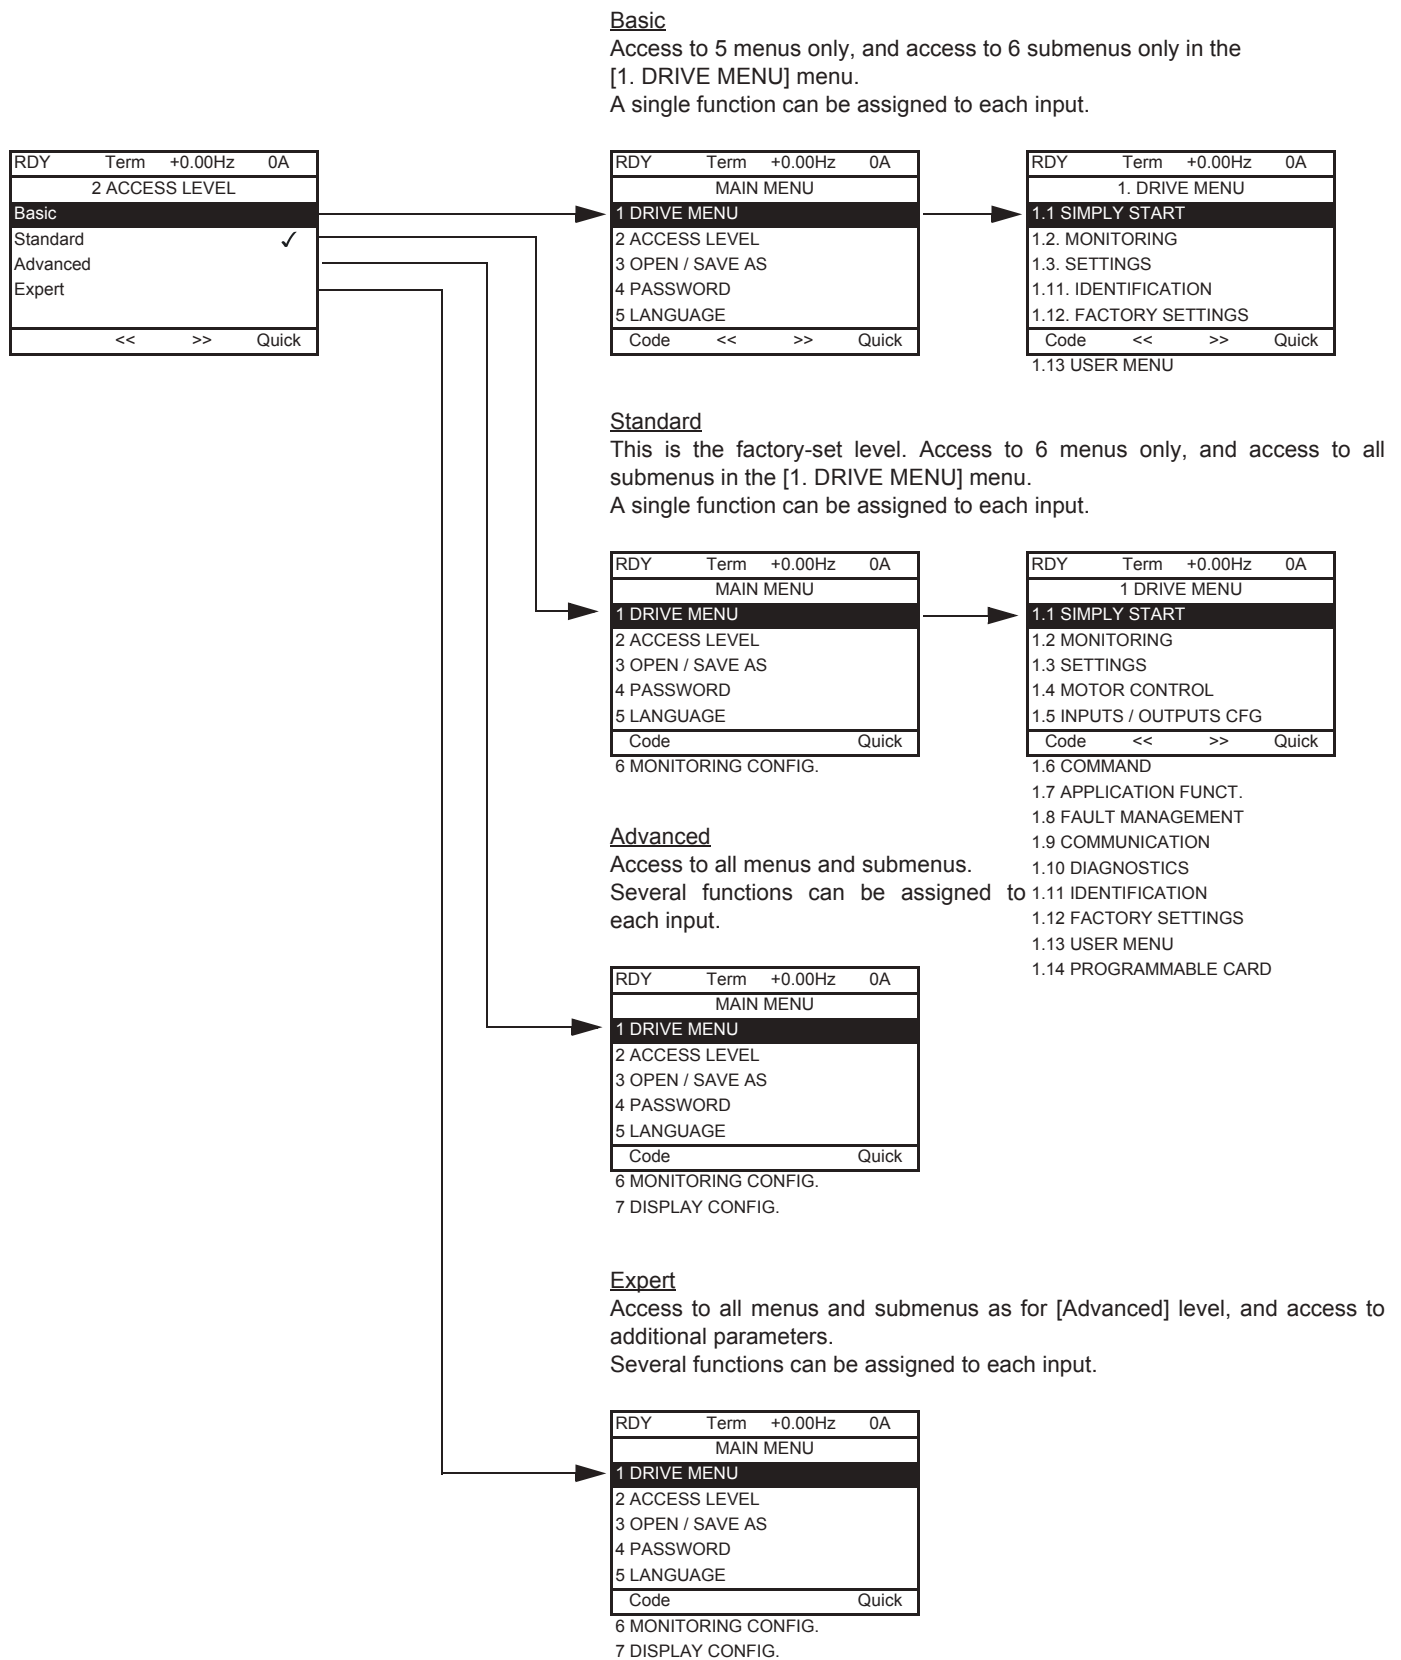 Basic
Access to 5 menus only, and access to 6 submenus only in the
[1. DRIVE MENU] menu.
A single function can be assigned to each input.
RDY Term +0.00Hz 0A
2 ACCESS LEVEL
Basic
Standard ✓
Advanced
Expert
<< >> Quick
RDY Term +0.00Hz 0A
MAIN MENU
1 DRIVE MENU
2 ACCESS LEVEL
3 OPEN / SAVE AS
4 PASSWORD
5 LANGUAGE
Code << >> Quick
RDY Term +0.00Hz 0A
1. DRIVE MENU
1.1 SIMPLY START
1.2. MONITORING
1.3. SETTINGS
1.11. IDENTIFICATION
1.12. FACTORY SETTINGS
Code << >> Quick
1.13 USER MENU
Standard
This is the factory-set level. Access to 6 menus only, and access to all
submenus in the [1. DRIVE MENU] menu.
A single function can be assigned to each input.
RDY Term +0.00Hz 0A
MAIN MENU
1 DRIVE MENU
2 ACCESS LEVEL
3 OPEN / SAVE AS
4 PASSWORD
5 LANGUAGE
Code Quick
6 MONITORING CONFIG.
RDY Term +0.00Hz 0A
1 DRIVE MENU
1.1 SIMPLY START
1.2 MONITORING
1.3 SETTINGS
1.4 MOTOR CONTROL
1.5 INPUTS / OUTPUTS CFG
Code << >> Quick
1.6 COMMAND
1.7 APPLICATION FUNCT.
1.8 FAULT MANAGEMENT
1.9 COMMUNICATION
1.10 DIAGNOSTICS
1.11 IDENTIFICATION
1.12 FACTORY SETTINGS
1.13 USER MENU
1.14 PROGRAMMABLE CARD
Advanced
Access to all menus and submenus.
Several functions can be assigned to
each input.
RDY Term +0.00Hz 0A
MAIN MENU
1 DRIVE MENU
2 ACCESS LEVEL
3 OPEN / SAVE AS
4 PASSWORD
5 LANGUAGE
Code Quick
6 MONITORING CONFIG.
7 DISPLAY CONFIG.
Expert
Access to all menus and submenus as for [Advanced] level, and access to
additional parameters.
Several functions can be assigned to each input.
RDY Term +0.00Hz 0A
MAIN MENU
1 DRIVE MENU
2 ACCESS LEVEL
3 OPEN / SAVE AS
4 PASSWORD
5 LANGUAGE
Code Quick
6 MONITORING CONFIG.
7 DISPLAY CONFIG.